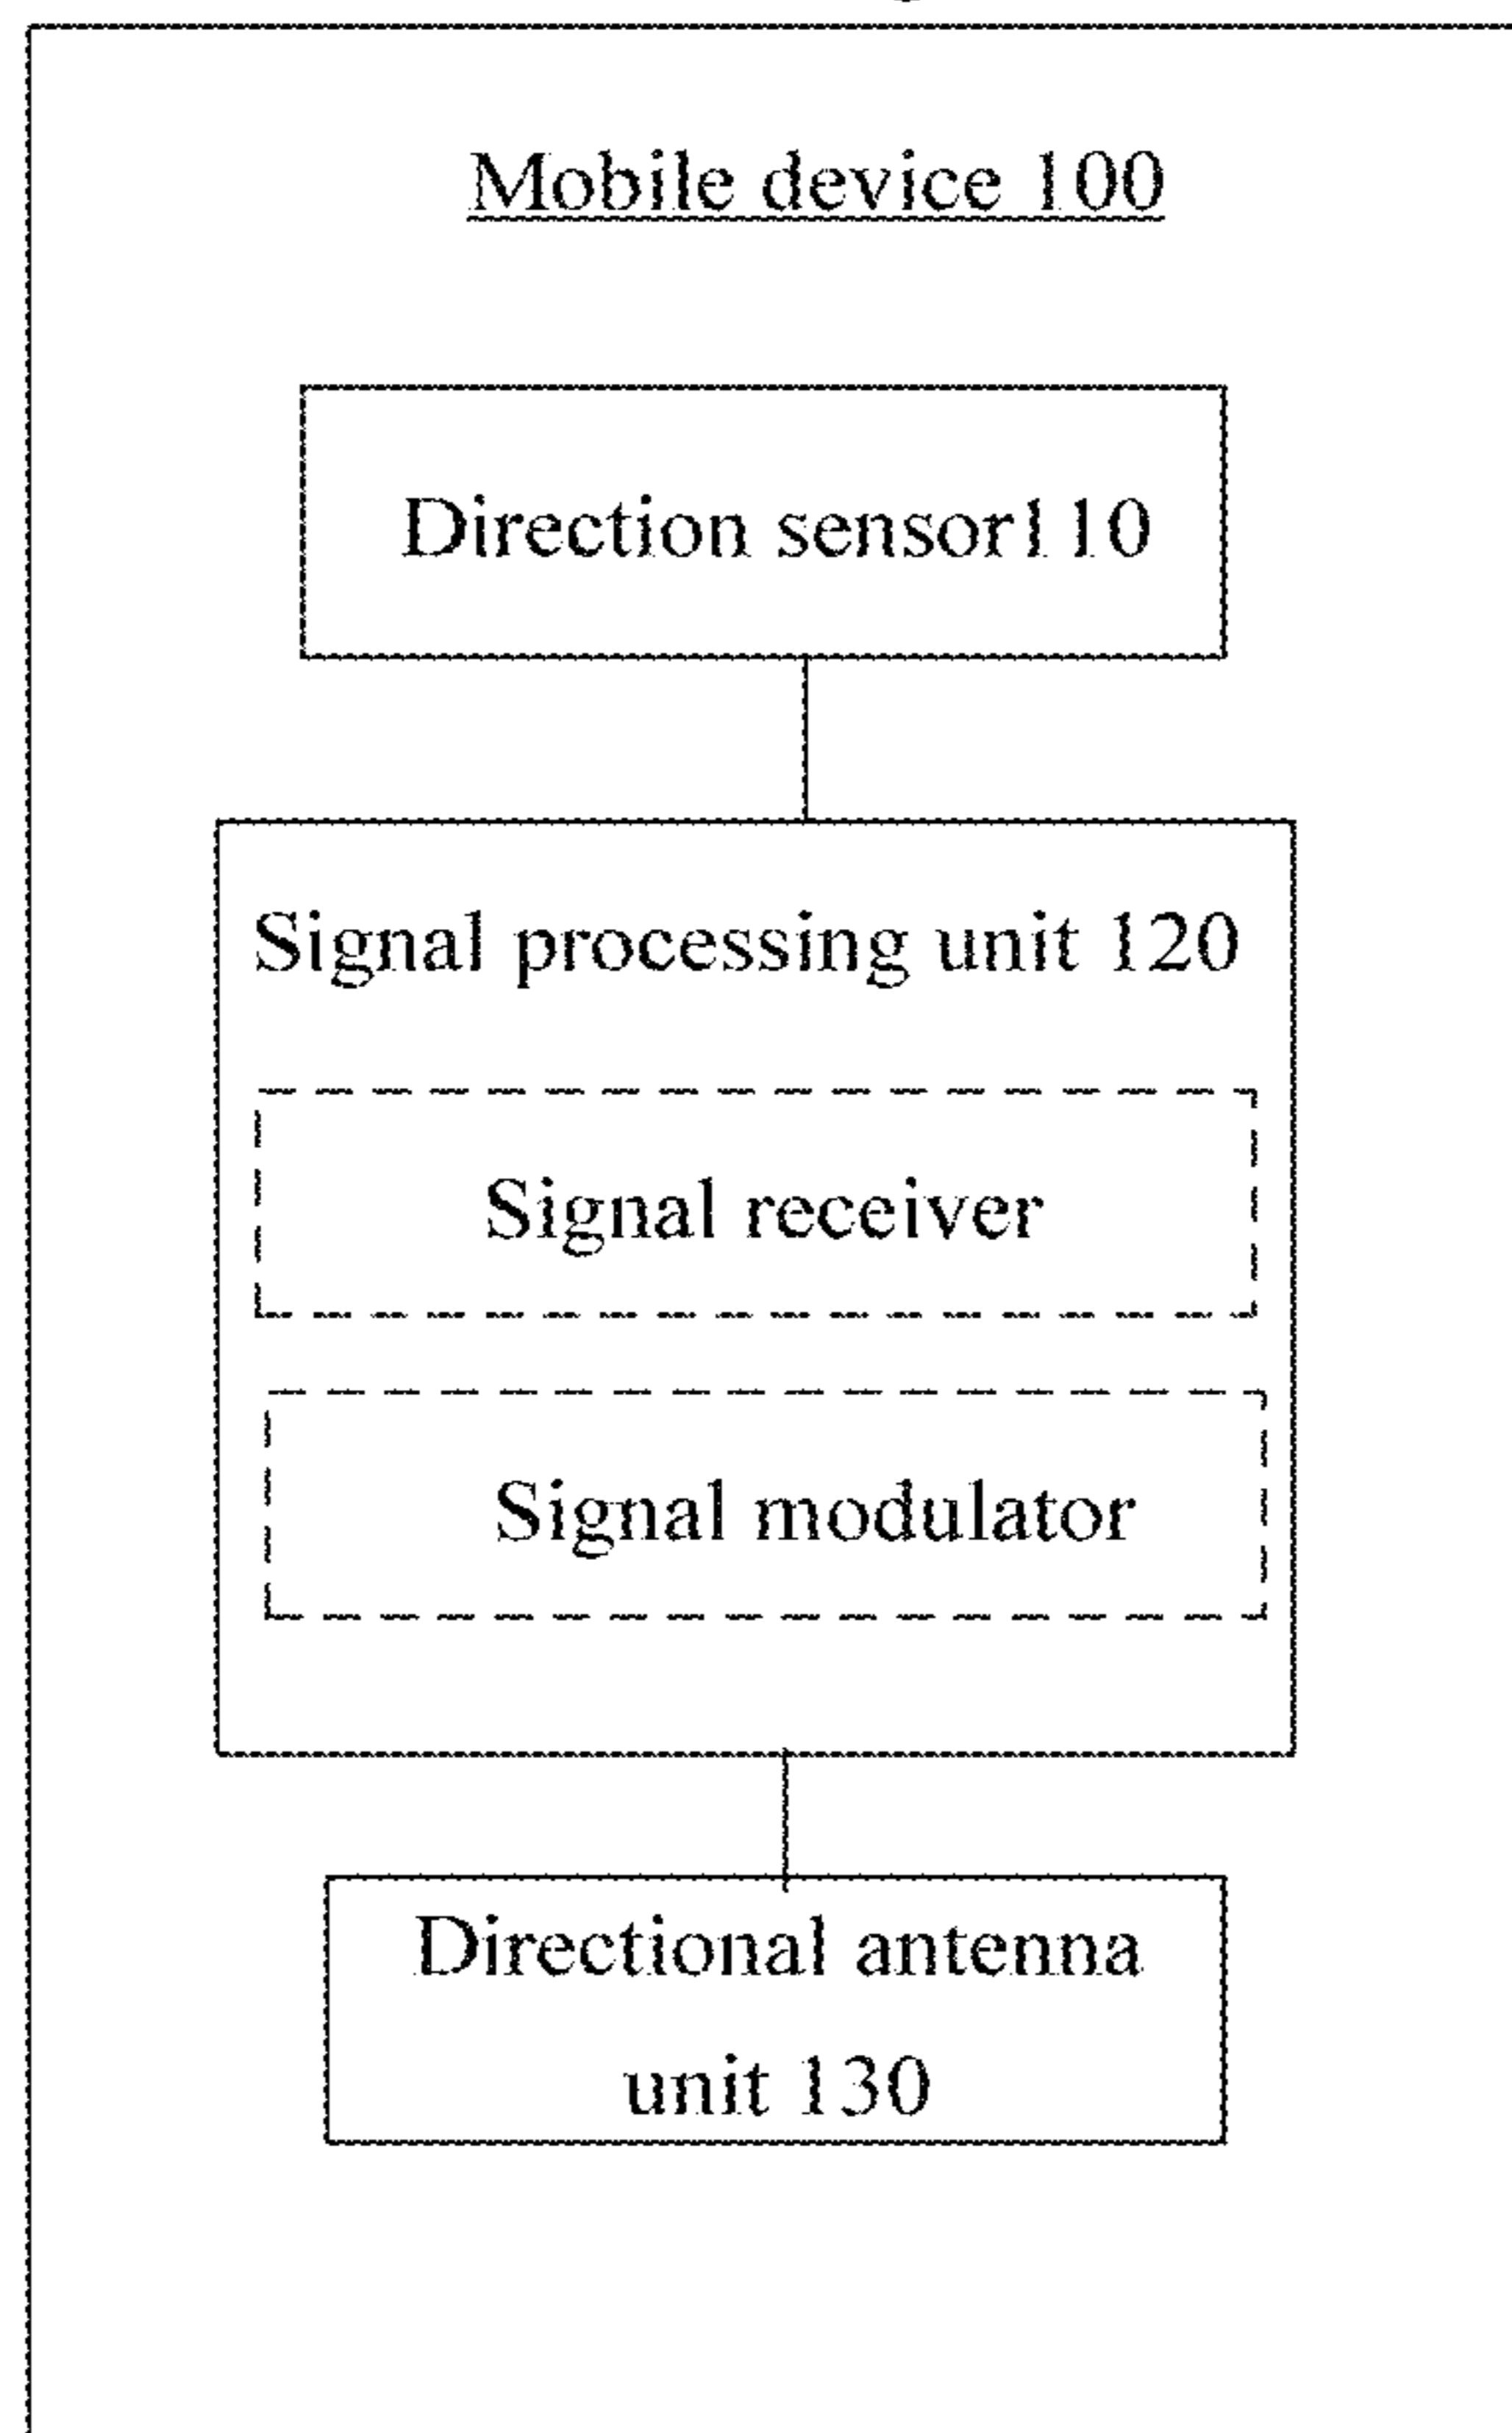 Mobile device 100
Direction sensor110
Signal processing unit 120
Signal receiver
Signal modulator
Directional antenna
unit 130